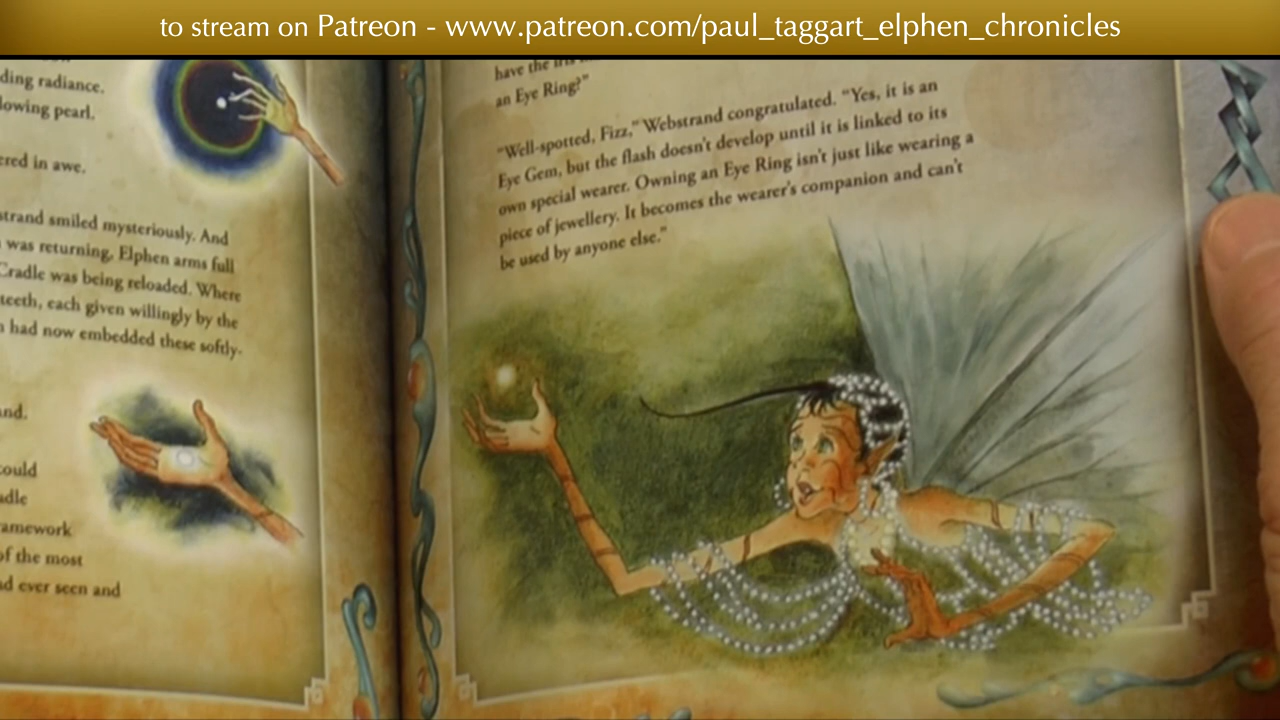 to stream on Patreon - www.patreon.com/paul_taggart_elphen_chronicles
ding radiance.
lowing pearl.
ered in awe.
strand smiled mysteriously. And
was returning, Elphen arms full
Cradle was being reloaded. Where
teeth, each given willingly by the
had now embedded these softly-
and.
could
adle
amework
of the most
d ever seen and
have the iris
an Eye Ring?"
"Well-spotted, Fizz," Webstrand congratulated. "Yes, it is an
Eye Gem, but the flash doesn't develop until it is linked to its
own special wearer. Owning an Eye Ring isn't just like wearing a
piece of jewellery. It becomes the wearer's companion and can't
be used by anyone else."